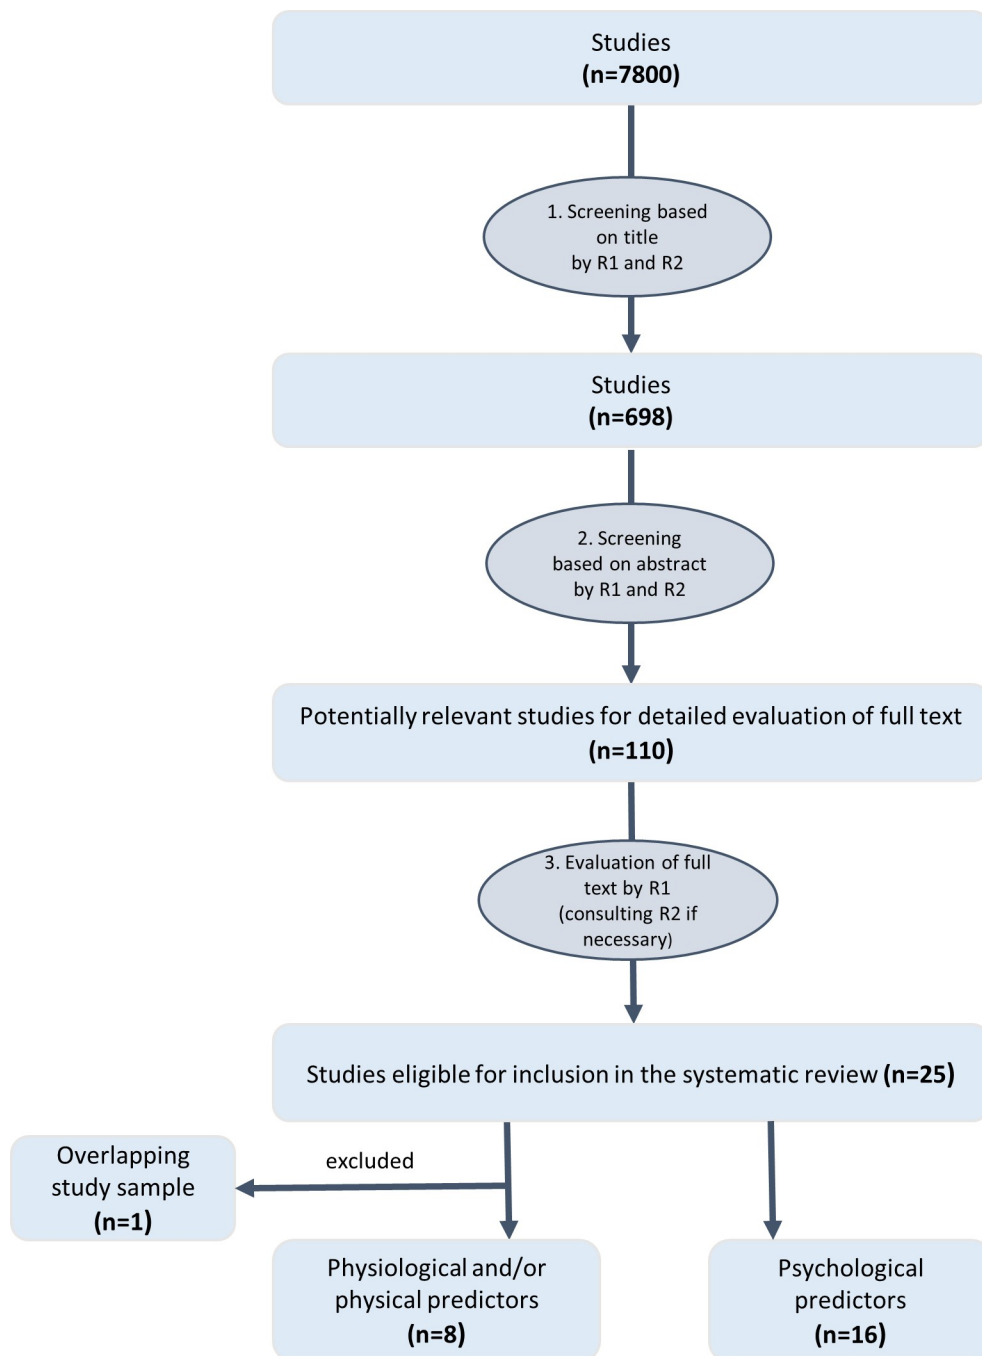 Studies
(n=7800)
1. Screening based
on title
by R1 and R2
Studies
(n=698)
2. Screening
based on abstract
by R1 and R2
Potentially relevant studies for detailed evaluation of full text
(n=110)
3. Evaluation of full
text by R1
(consulting R2 if
necessary)
Studies eligible for inclusion in the systematic review (n=25)
excluded
Overlapping
study sample
(n=1)
Physiological and/or
physical predictors
(n=8)
Psychological
predictors
(n=16)